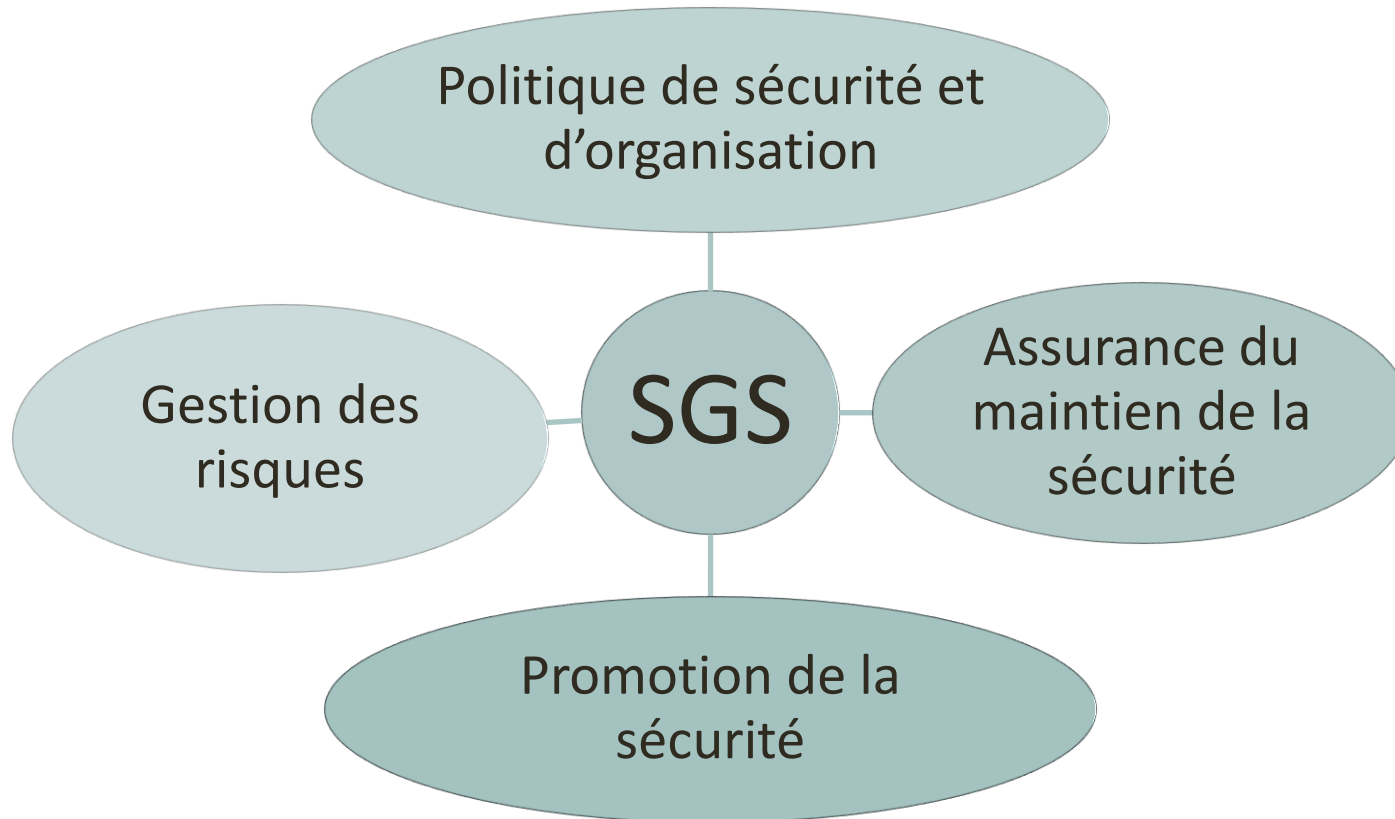 Politique de sécurité et
d’organisation
Gestion des
risques
SGS
Assurance du
maintien de la
sécurité
Promotion de la
sécurité